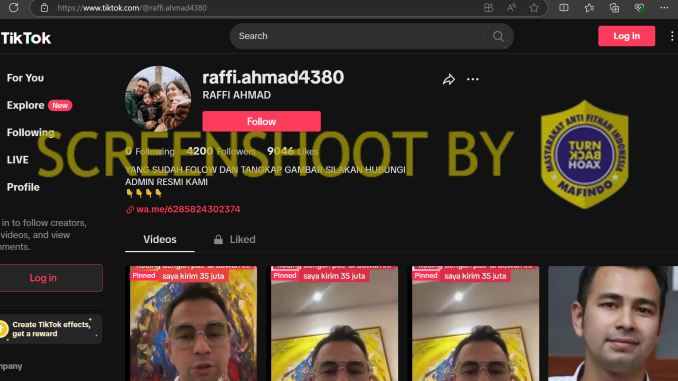 https://www.tiktok.com/@raffi.ahmad4380
TikTok
Search
Log in
For You
Explore New
Following
LIVE
Profile
raffi.ahmad4380
RAFFI AHMAD
Follow
0 Following 4200 Followers 9046 Likes
YANG SUDAH FOLOW DAN TANGKAP GAMBAR SILAKAN HUBUNGI
ADMIN RESMI KAMI
👇👇👇👇
wa.me/6285824302374
SCREENSHOOT BY
MASYARAKAT ANTI FITNAH INDONESIA
TURN
BACK
HOAX
MAFINDO
in to follow creators,
videos, and view
mments.
Log in
Create TikTok effects,
get a reward
mpany
Videos
Liked
Pinned saya kirim 35 juta
Pinned saya kirim 35 juta
Pinned saya kirim 35 juta